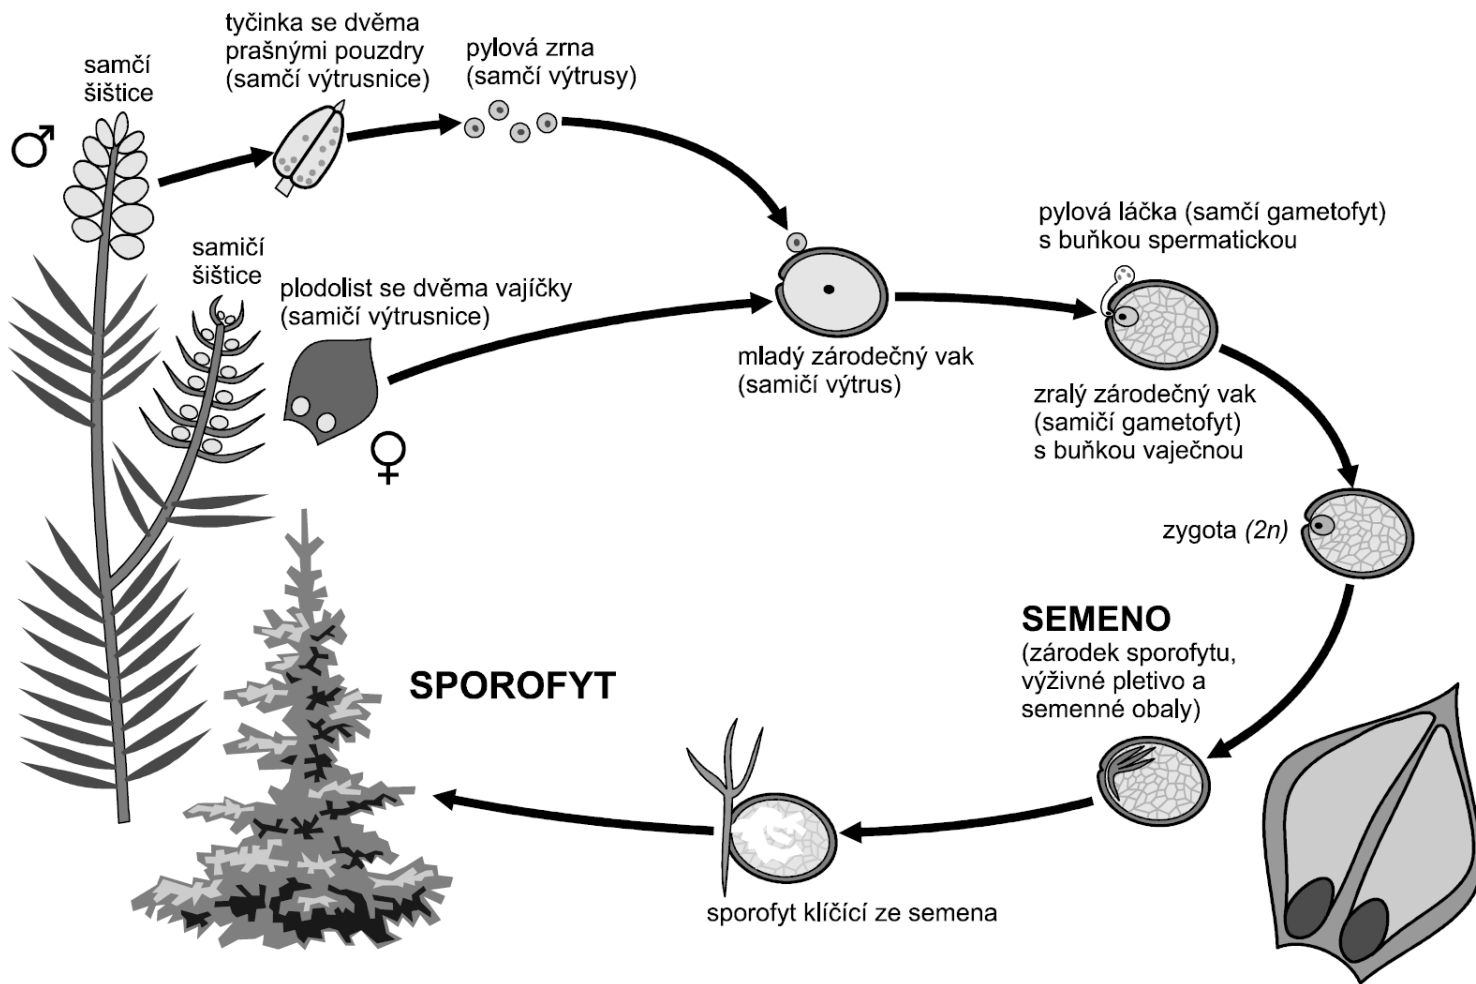 samčí
šištice
tyčinka se dvěma
prašnými pouzdry
(samčí výtrusnice)
pylová zrna
(samčí výtrusy)
samičí
šištice
plodolist se dvěma vajíčky
(samičí výtrusnice)
mladý zárodečný vak
(samičí výtrus)
pylová láčka (samčí gametofyt)
s buňkou spermatickou
zralý zárodečný vak
(samičí gametofyt)
s buňkou vaječnou
zygota (2n)
SEMENO
(zárodek sporofytu,
výživné pletivo a
semenné obaly)
sporofyt klíčící ze semena
SPOROFYT